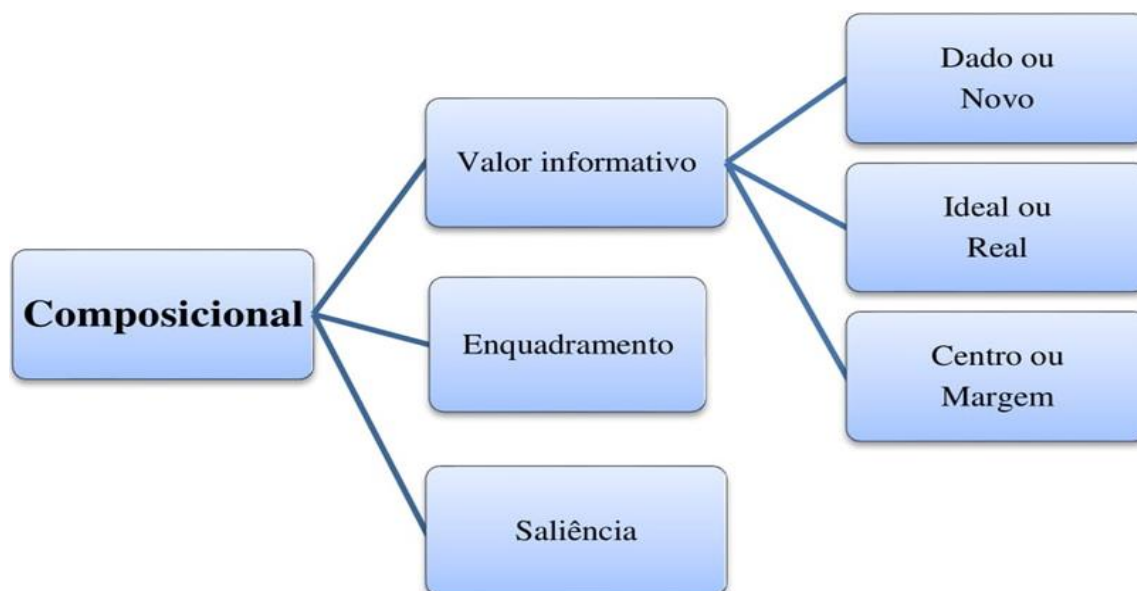 Composicional
Valor informativo
Enquadramento
Saliência
Dado ou
Novo
Ideal ou
Real
Centro ou
Margem